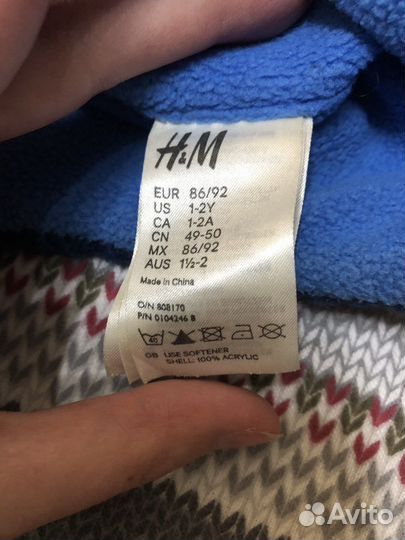 H&M
EUR 86/92
US 1-2Y
CA 1-2A
CN 49-50
MX 86/92
AUS 1½-2
Made in China
O/N 808170
P/N 0104246 B
40
GB USE SOFTENER
SHELL: 100% ACRYLIC
Avito